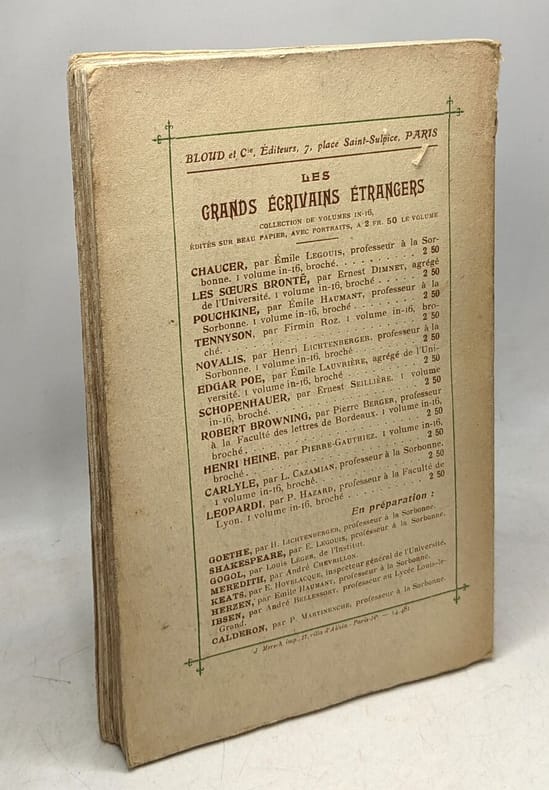 BLOUD et Cie, Éditeurs, 7, place Saint-Sulpice, PARIS
LES
GRANDS ÉCRIVAINS ÉTRANGERS
COLLECTION DE VOLUMES IN-16,
ÉDITÉS SUR BEAU PAPIER, AVEC PORTRAITS, A 2 FR. 50 LE VOLUME
CHAUCER, par Émile LEGOUIS, professeur à la Sor-
bonne. 1 volume in-16, broché. . . . . . . . . . 2 50
LES SŒURS BRONTË, par Ernest DIMNET, agrégé
de l'Université. 1 volume in-16, broché . . . . . 2 50
POUCHKINE, par Émile HAUMANT, professeur à la
Sorbonne. 1 volume in-16, broché . . . . . . . . 2 50
TENNYSON, par Firmin ROZ. 1 volume in-16, bro-
ché. . . . . . . . . . . . . . . . . 2 50
NOVALIS, par Henri LICHTENBERGER, professeur à la
Sorbonne. 1 volume in-16, broché . . . . . . . . 2 50
EDGAR POE, par Émile LAUVRIÈRE, agrégé de l'Uni-
versité. 1 volume in-16, broché . . . . . . . . . 2 50
SCHOPENHAUER, par Ernest SEILLIÈRE. 1 volume
in-16, broché. . . . . . . . . . . . . . 2 50
ROBERT BROWNING, par Pierre BERGER, professeur
à la Faculté des lettres de Bordeaux. 1 volume in-16,
broché . . . . . . . . . . . . . . . . 2 50
HENRI HEINE, par PIERRE-GAUTHIEZ. 1 volume in-16,
broché . . . . . . . . . . . . . . . . 2 50
CARLYLE, par L. CAZAMIAN, professeur à la Sorbonne.
1 volume in-16, broché. . . . . . . . . . . . 2 50
LEOPARDI, par P. HAZARD, professeur à la Faculté de
Lyon. 1 volume in-16, broché . . . . . . . . . 2 50
En préparation :
GOETHE, par H. LICHTENBERGER, professeur à la Sorbonne.
SHAKESPEARE, par E. LEGOUIS, professeur à la Sorbonne.
GOGOL, par Louis LÉGER, de l'Institut.
MEREDITH, par André CHEVRILLON.
KEATS, par E. HOVELACQUE, inspecteur général de l'Université.
HERZEN, par Émile HAUMANT, professeur à la Sorbonne.
IBSEN, par André BELLESSORT, professeur au Lycée Louis-le-
Grand.
CALDERON, par P. MARTINENCHE, professeur à la Sorbonne.
J. Mersch, imp., 17, villa d'Alésia - Paris-14e — 14.481